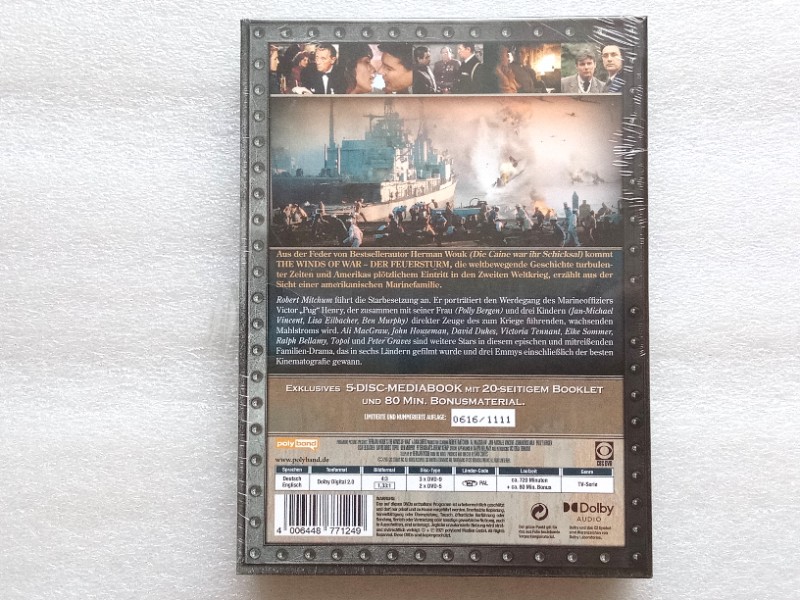 Aus der Feder von Bestsellerautor Herman Wouk (Die Caine war ihr Schicksal) kommt
THE WINDS OF WAR – DER FEUERSTURM, die weltbewegende Geschichte turbulen-
ter Zeiten und Amerikas plötzlichem Eintritt in den Zweiten Weltkrieg, erzählt aus der
Sicht einer amerikanischen Marinefamilie.
Robert Mitchum führt die Starbesetzung an. Er porträtiert den Werdegang des Marineoffiziers
Victor „Pug“ Henry, der zusammen mit seiner Frau (Polly Bergen) und drei Kindern (Jan-Michael
Vincent, Lisa Eilbacher, Ben Murphy) direkter Zeuge des zum Kriege führenden, wachsenden
Mahlstroms wird. Ali MacGraw, John Houseman, David Dukes, Victoria Tennant, Elke Sommer,
Ralph Bellamy, Topol und Peter Graves sind weitere Stars in diesem epischen und mitreißenden
Familien-Drama, das in sechs Ländern gefilmt wurde und drei Emmys einschließlich der besten
Kinematografie gewann.
Exklusives 5-Disc-Mediabook mit 20-seitigem Booklet
und 80 Min. Bonusmaterial.
Limitierte und nummerierte Auflage: 0616/1111
polyband
www.polyband.de
CBS DVD
Sprachen Tonformat Bildformat Disc-Type Länder-Code Laufzeit Genre
Deutsch
Englisch
Dolby Digital 2.0
4:3
1,33:1
3 x DVD-9
2 x DVD-5
PAL
ca. 720 Minuten
+ ca. 80 Min. Bonus
TV-Serie
4 006448 771249
Dolby
AUDIO